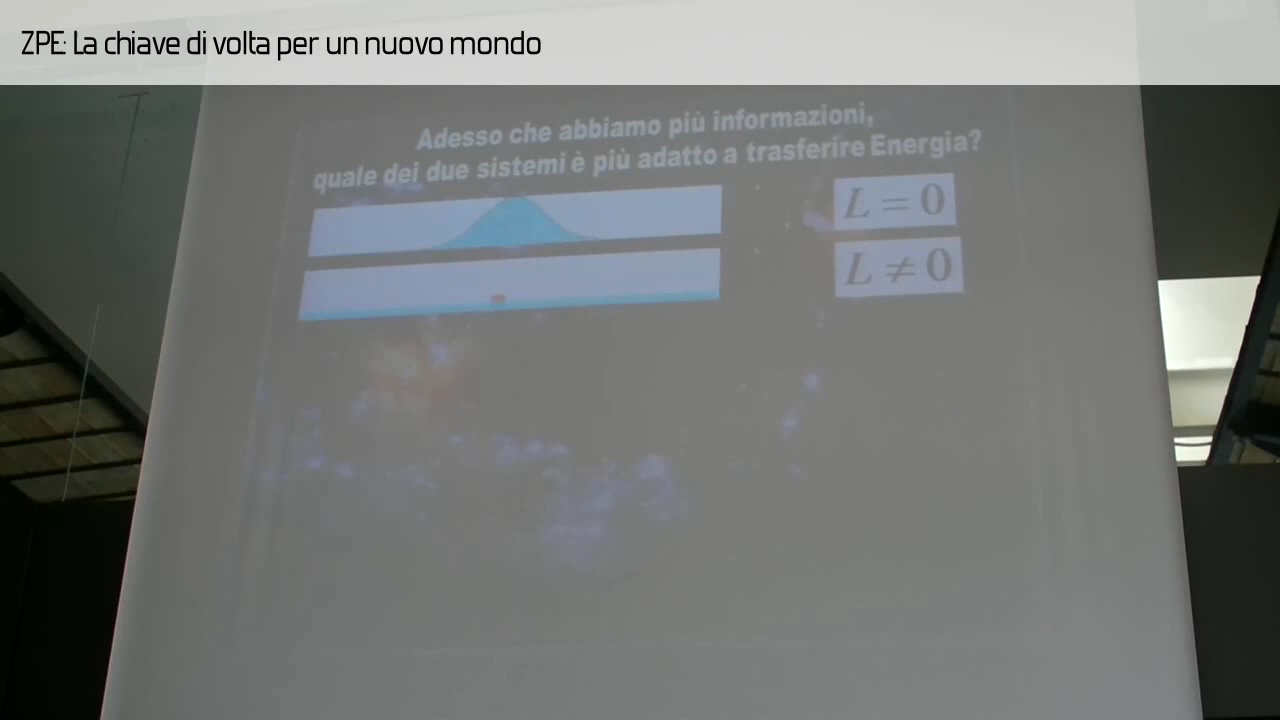 ZPE: La chiave di volta per un nuovo mondo
Adesso che abbiamo più informazioni,
quale dei due sistemi è più adatto a trasferire Energia?
L = 0
L ≠ 0